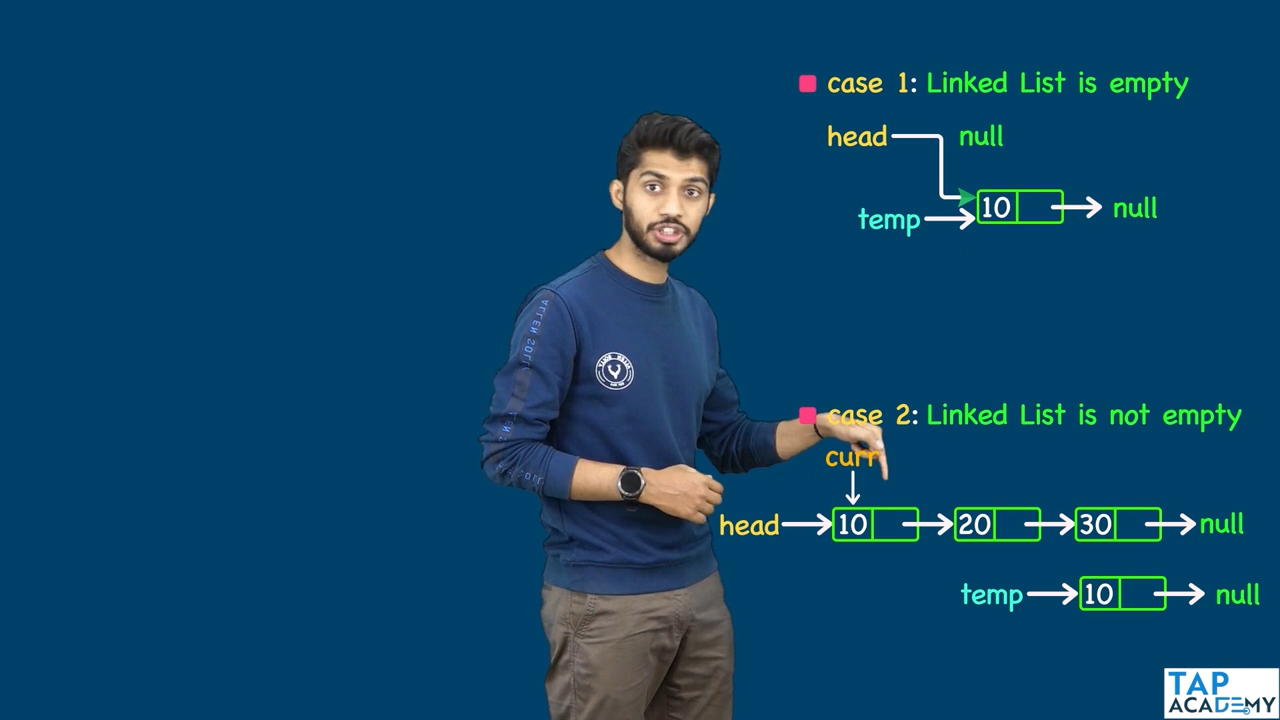 case 1: Linked List is empty
head null
10 null
temp
case 2: Linked List is not empty
curr
head 10 20 30 null
temp 10 null
TAP
ACADEMY